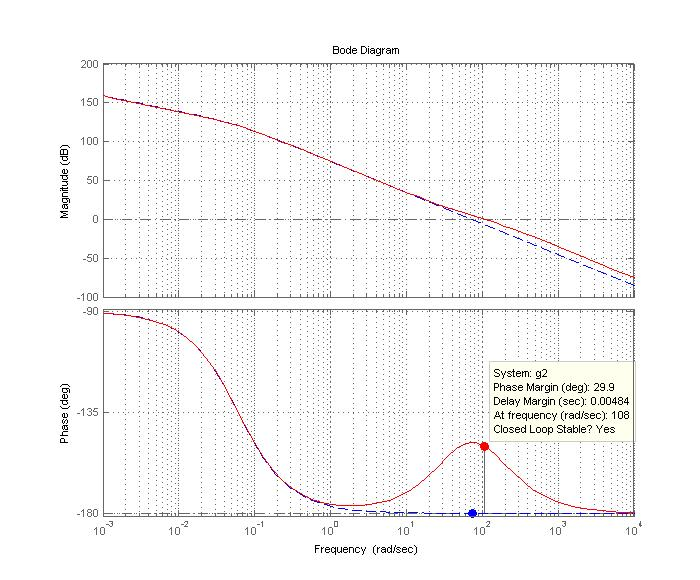 Bode Diagram
Magnitude (dB)
200
150
100
50
0
-50
-100
Phase (deg)
-90
-135
-180
System: g2
Phase Margin (deg): 29.9
Delay Margin (sec): 0.00484
At frequency (rad/sec): 108
Closed Loop Stable? Yes
10^-3 10^-2 10^-1 10^0 10^1 10^2 10^3 10^4
Frequency (rad/sec)